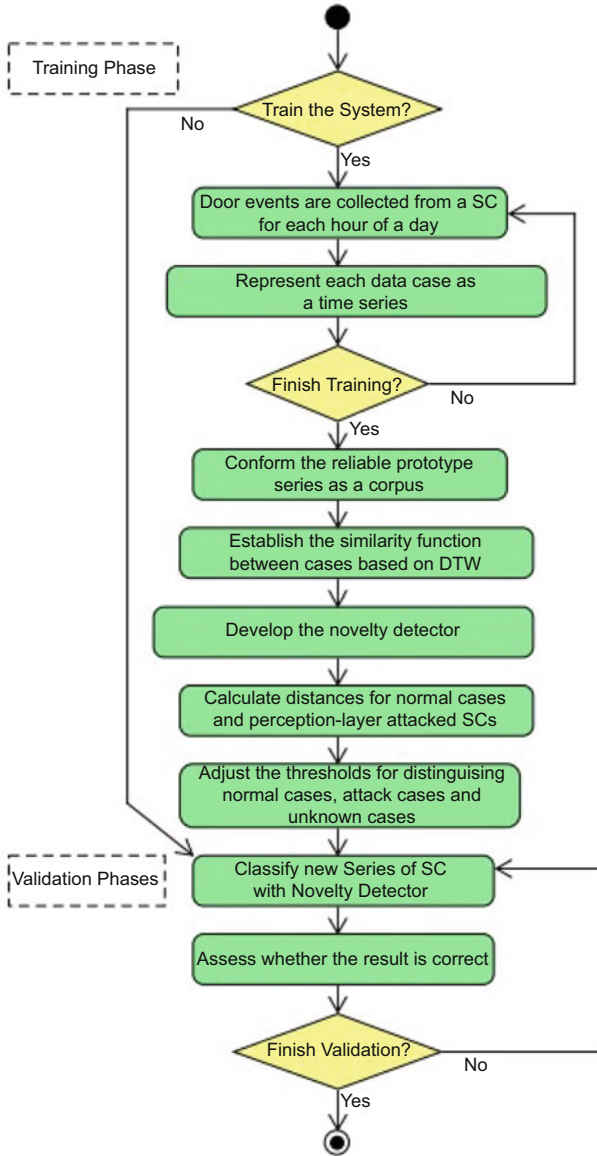 Training Phase
Train the System?
No
Yes
Door events are collected from a SC
for each hour of a day
Represent each data case as
a time series
Finish Training?
No
Yes
Conform the reliable prototype
series as a corpus
Establish the similarity function
between cases based on DTW
Develop the novelty detector
Calculate distances for normal cases
and perception-layer attacked SCs
Adjust the thresholds for distinguising
normal cases, attack cases and
unknown cases
Validation Phases
Classify new Series of SC
with Novelty Detector
Assess whether the result is correct
Finish Validation?
No
Yes